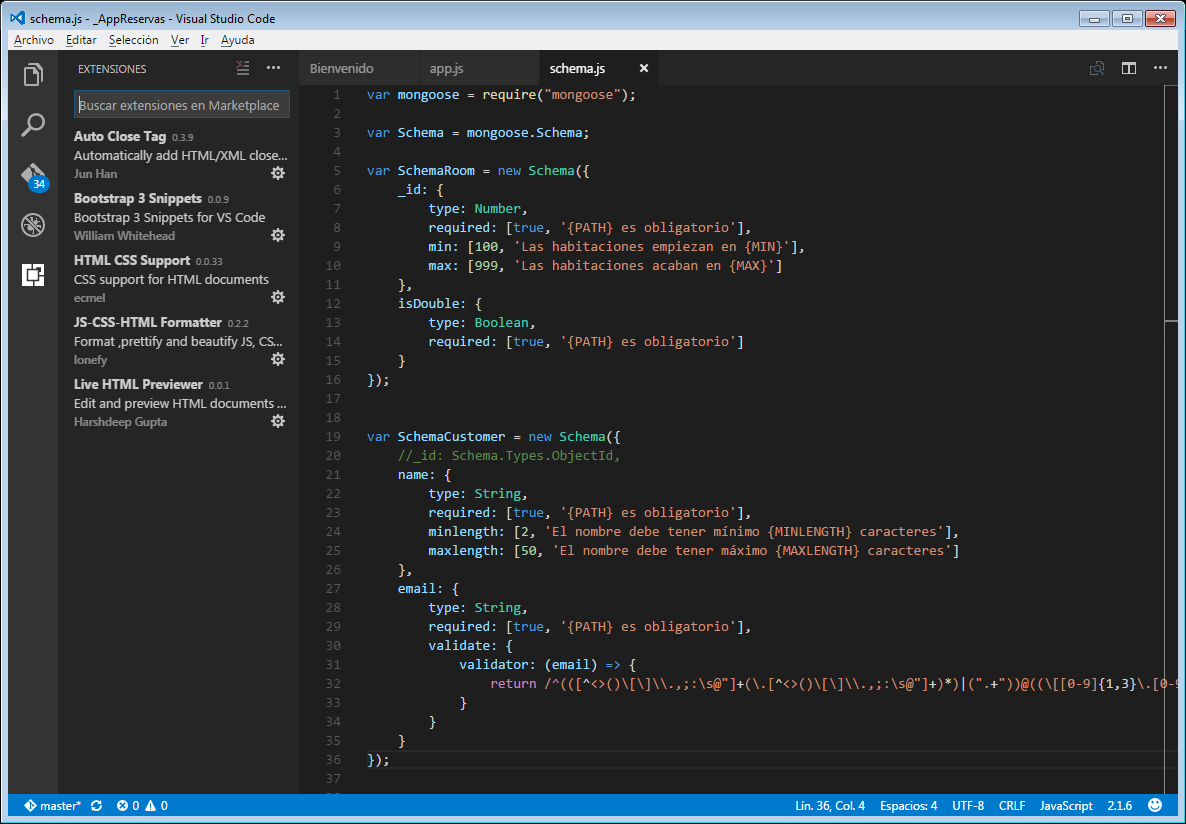 schema.js - _AppReservas - Visual Studio Code
Archivo Editar Selección Ver Ir Ayuda
EXTENSIONES
Buscar extensiones en Marketplace
Auto Close Tag 0.3.9
Automatically add HTML/XML close...
Jun Han
Bootstrap 3 Snippets 0.0.9
Bootstrap 3 Snippets for VS Code
William Whitehead
HTML CSS Support 0.0.33
CSS support for HTML documents
ecmel
JS-CSS-HTML Formatter 0.2.2
Format ,prettify and beautify JS, CS...
lonefy
Live HTML Previewer 0.0.1
Edit and preview HTML documents ...
Harshdeep Gupta
34
Bienvenido app.js schema.js
1 var mongoose = require("mongoose");
2
3 var Schema = mongoose.Schema;
4
5 var SchemaRoom = new Schema({
6     _id: {
7         type: Number,
8         required: [true, '{PATH} es obligatorio'],
9         min: [100, 'Las habitaciones empiezan en {MIN}'],
10         max: [999, 'Las habitaciones acaban en {MAX}']
11     },
12     isDouble: {
13         type: Boolean,
14         required: [true, '{PATH} es obligatorio']
15     }
16 });
17
18
19 var SchemaCustomer = new Schema({
20     //_id: Schema.Types.ObjectId,
21     name: {
22         type: String,
23         required: [true, '{PATH} es obligatorio'],
24         minlength: [2, 'El nombre debe tener mínimo {MINLENGTH} caracteres'],
25         maxlength: [50, 'El nombre debe tener máximo {MAXLENGTH} caracteres']
26     },
27     email: {
28         type: String,
29         required: [true, '{PATH} es obligatorio'],
30         validate: {
31             validator: (email) => {
32                 return /^(([^<>()\[\]\\.,;:\s@"]+(\.[^<>()\[\]\\.,;:\s@"]+)*)|(".+"))@((\[[0-9]{1,3}\.[0-9
33             }
34         }
35     }
36 });
37
master* 0 0 Lín. 36, Col. 4 Espacios: 4 UTF-8 CRLF JavaScript 2.1.6